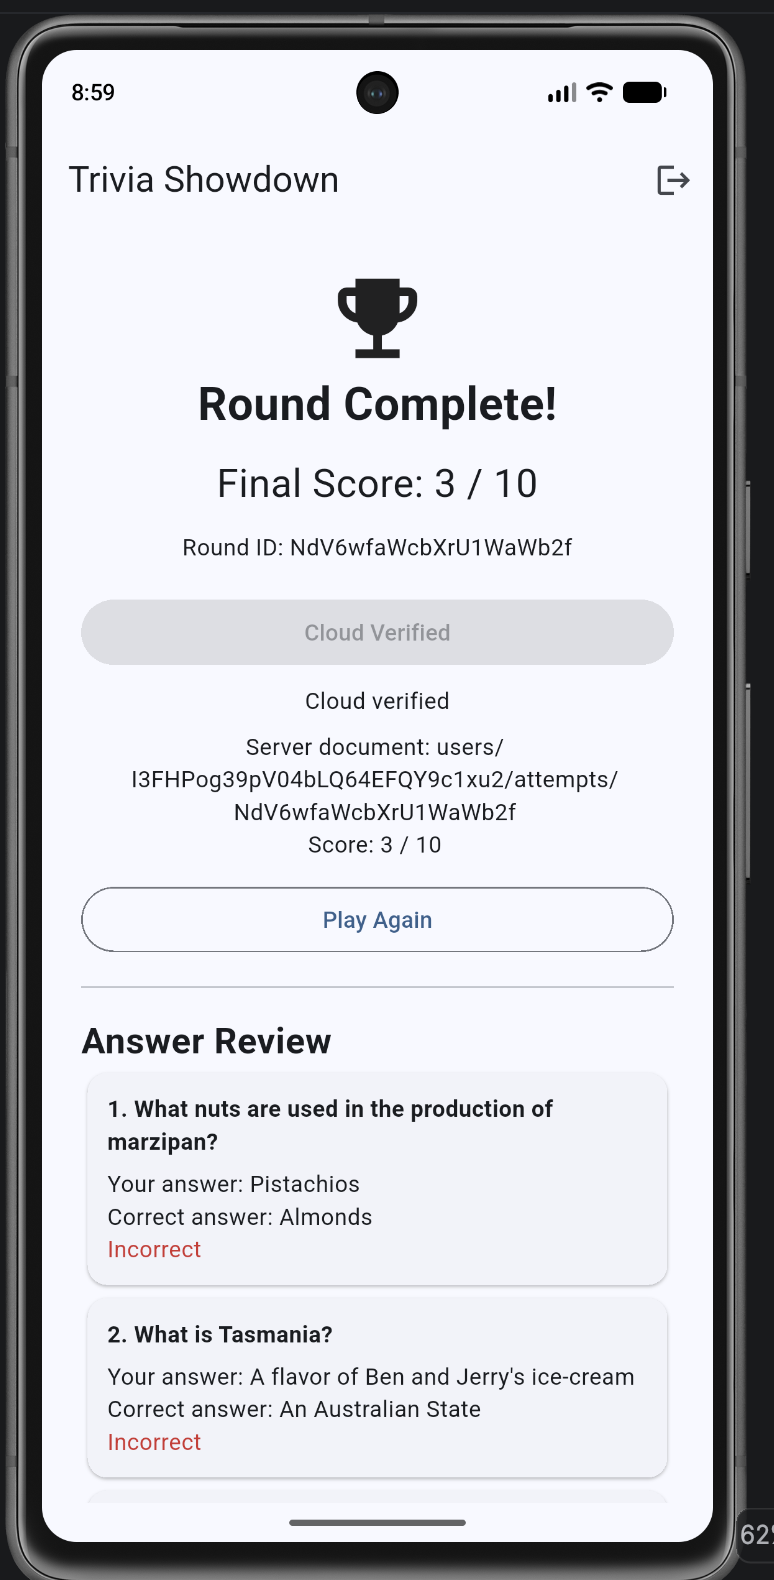 8:59
Trivia Showdown
Round Complete!
Final Score: 3 / 10
Round ID: NdV6wfaWcbXrU1WaWb2f
Cloud Verified
Cloud verified
Server document: users/
I3FHPog39pV04bLQ64EFQY9c1xu2/attempts/
NdV6wfaWcbXrU1WaWb2f
Score: 3 / 10
Play Again
Answer Review
1. What nuts are used in the production of
marzipan?
Your answer: Pistachios
Correct answer: Almonds
Incorrect
2. What is Tasmania?
Your answer: A flavor of Ben and Jerry's ice-cream
Correct answer: An Australian State
Incorrect